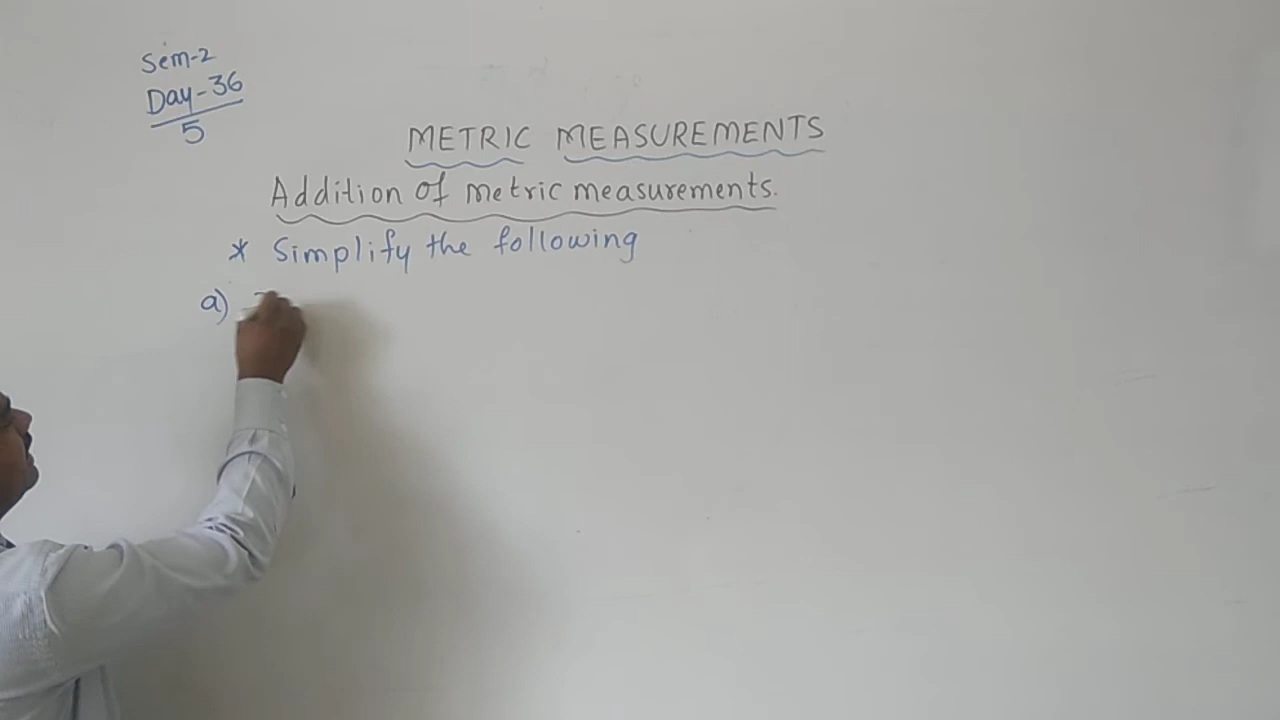 Sem-2
Day-36
5
METRIC MEASUREMENTS
Addition of metric measurements.
* Simplify the following
a)